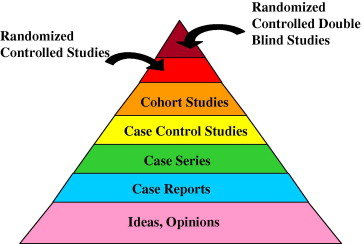 Randomized
Controlled Studies
Randomized
Controlled Double
Blind Studies
Cohort Studies
Case Control Studies
Case Series
Case Reports
Ideas, Opinions